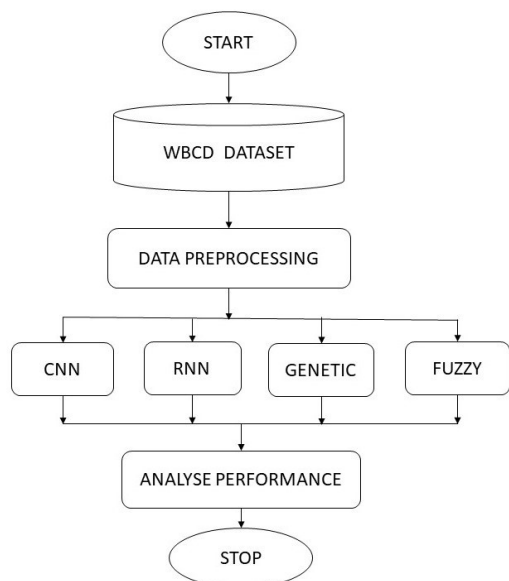 START
WBCD DATASET
DATA PREPROCESSING
CNN
RNN
GENETIC
FUZZY
ANALYSE PERFORMANCE
STOP